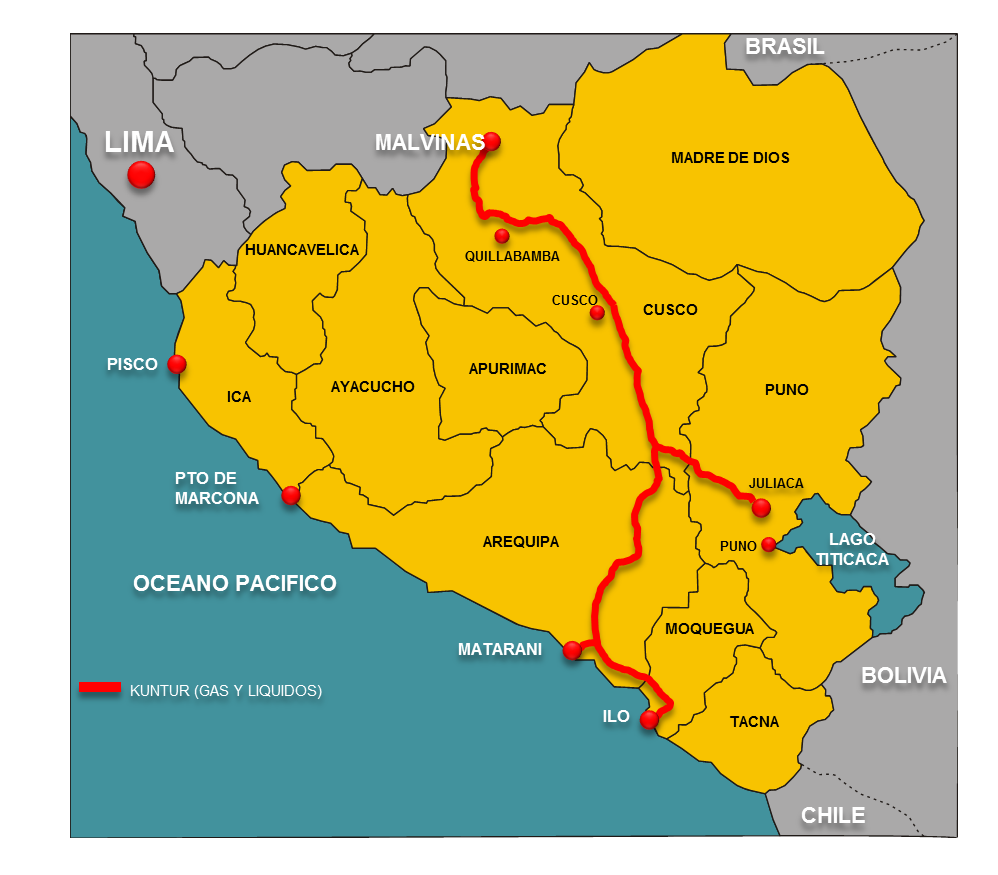 BRASIL
LIMA
MALVINAS
MADRE DE DIOS
HUANCAVELICA
QUILLABAMBA
CUSCO
CUSCO
PISCO
APURIMAC
AYACUCHO
ICA
PUNO
PTO DE
MARCONA
JULIACA
AREQUIPA
PUNO
LAGO
TITICACA
OCEANO PACIFICO
MOQUEGUA
MATARANI
BOLIVIA
KUNTUR (GAS Y LIQUIDOS)
ILO
TACNA
CHILE